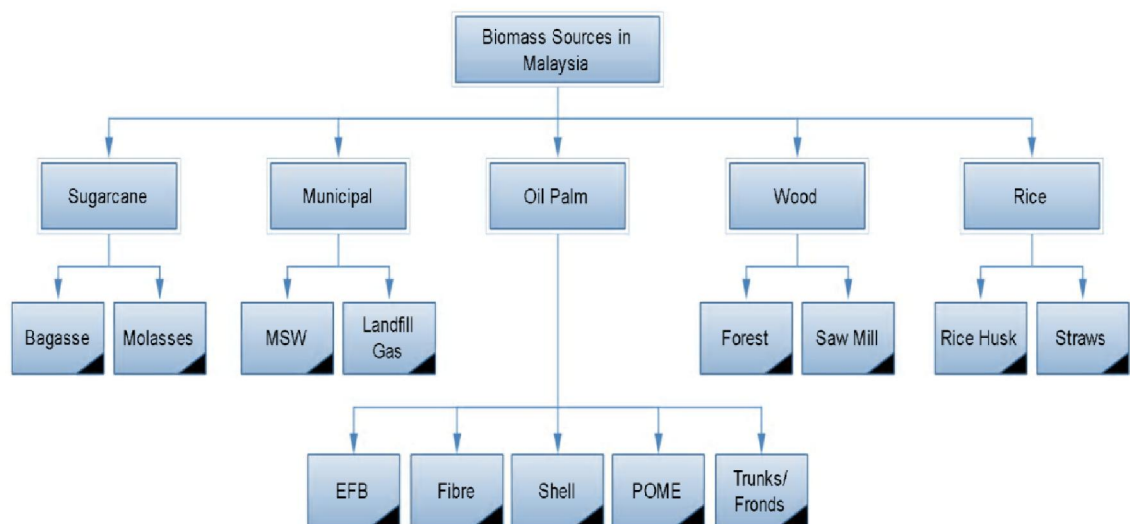 Biomass Sources in
Malaysia
Sugarcane
Municipal
Oil Palm
Wood
Rice
Bagasse
Molasses
MSW
Landfill
Gas
Forest
Saw Mill
Rice Husk
Straws
EFB
Fibre
Shell
POME
Trunks/
Fronds